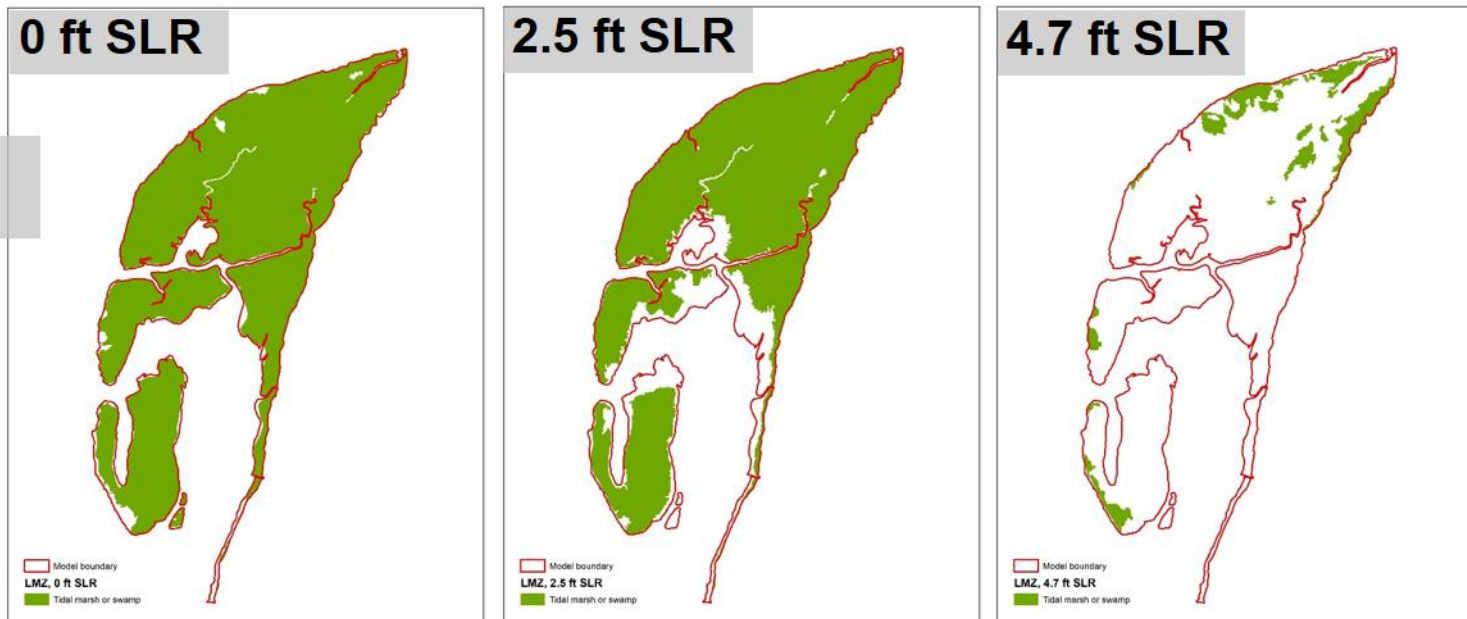 0 ft SLR
2.5 ft SLR
4.7 ft SLR
Model boundary
LMZ, 0 ft SLR
Tidal marsh or swamp
Model boundary
LMZ, 2.5 ft SLR
Tidal marsh or swamp
Model boundary
LMZ, 4.7 ft SLR
Tidal marsh or swamp